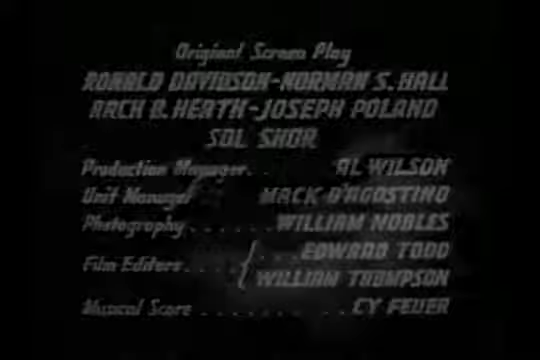 Original Screen Play
RONALD DAVIDSON-NORMAN S. HALL
ARCH B. HEATH-JOSEPH POLAND
SOL SHOR
Production Manager... AL WILSON
Unit Manager MACK D'AGOSTINO
Photography....... WILLIAM NOBLES
Film Editors.... {....EDWARD TODD
WILLIAM THOMPSON
Musical Score ........... CY FEUER